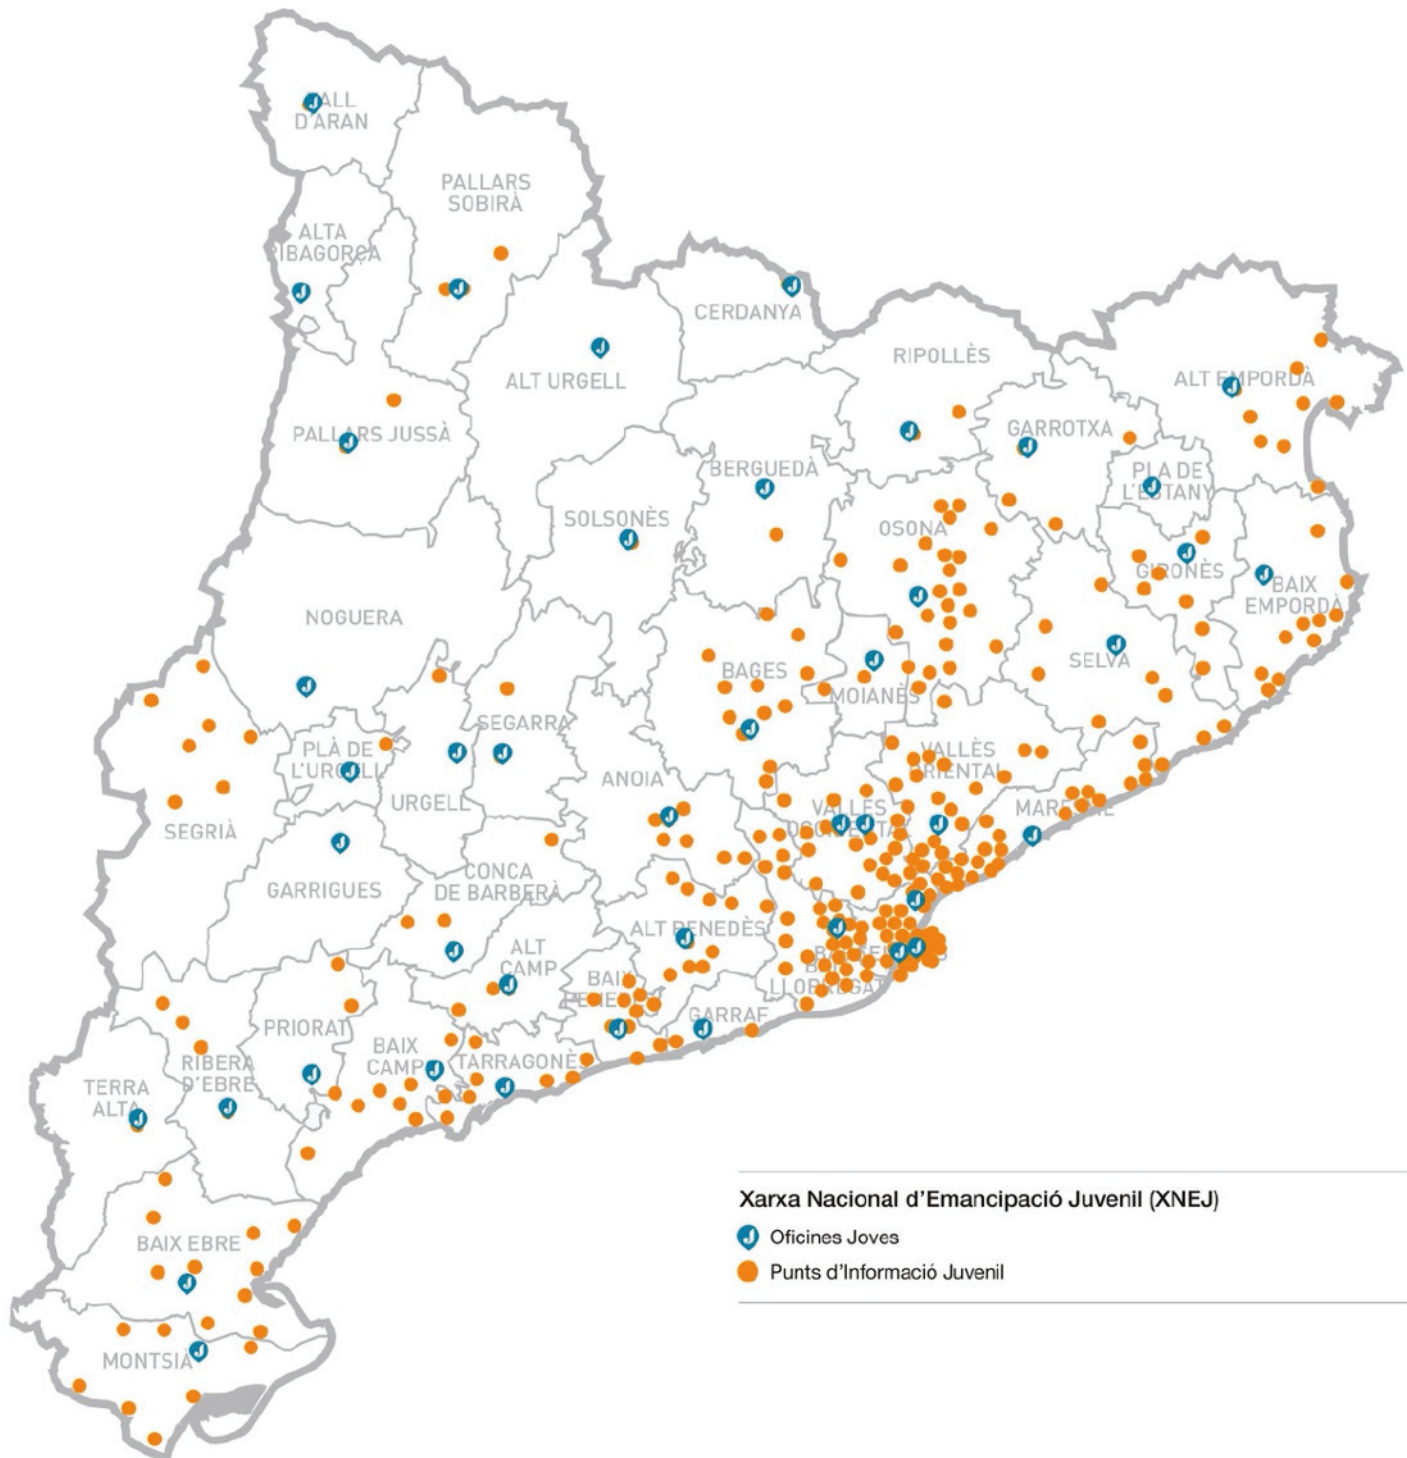 VALL
D'ARAN
PALLARS
SOBIRÀ
ALTA
RIBAGORÇA
CERDANYA
RIPOLLÈS
ALT URGELL
ALT EMPORDÀ
PALLARS JUSSÀ
GARROTXA
BERGUEDÀ
PLA DE
L'ESTANY
SOLSONÈS
OSONA
GIRONÈS
BAIX
EMPORDÀ
NOGUERA
SELVA
BAGES
MOIANÈS
SEGARRA
PLÀ DE
L'URGELL
ANOIA
VALLÈS
ORIENTAL
URGELL
VALLÈS
OCCIDENTAL
MARESME
SEGRIÀ
GARRIGUES
CONCA
DE BARBERÀ
ALT PENEDÈS
ALT
CAMP
BAIX
LLOBREGAT
BAIX
PENEDÈS
GARRAF
PRIORAT
BAIX
CAMP
TARRAGONÈS
RIBERA
D'EBRE
TERRA
ALTA
BAIX EBRE
MONTSIÀ
Xarxa Nacional d'Emancipació Juvenil (XNEJ)
Oficines Joves
Punts d'Informació Juvenil